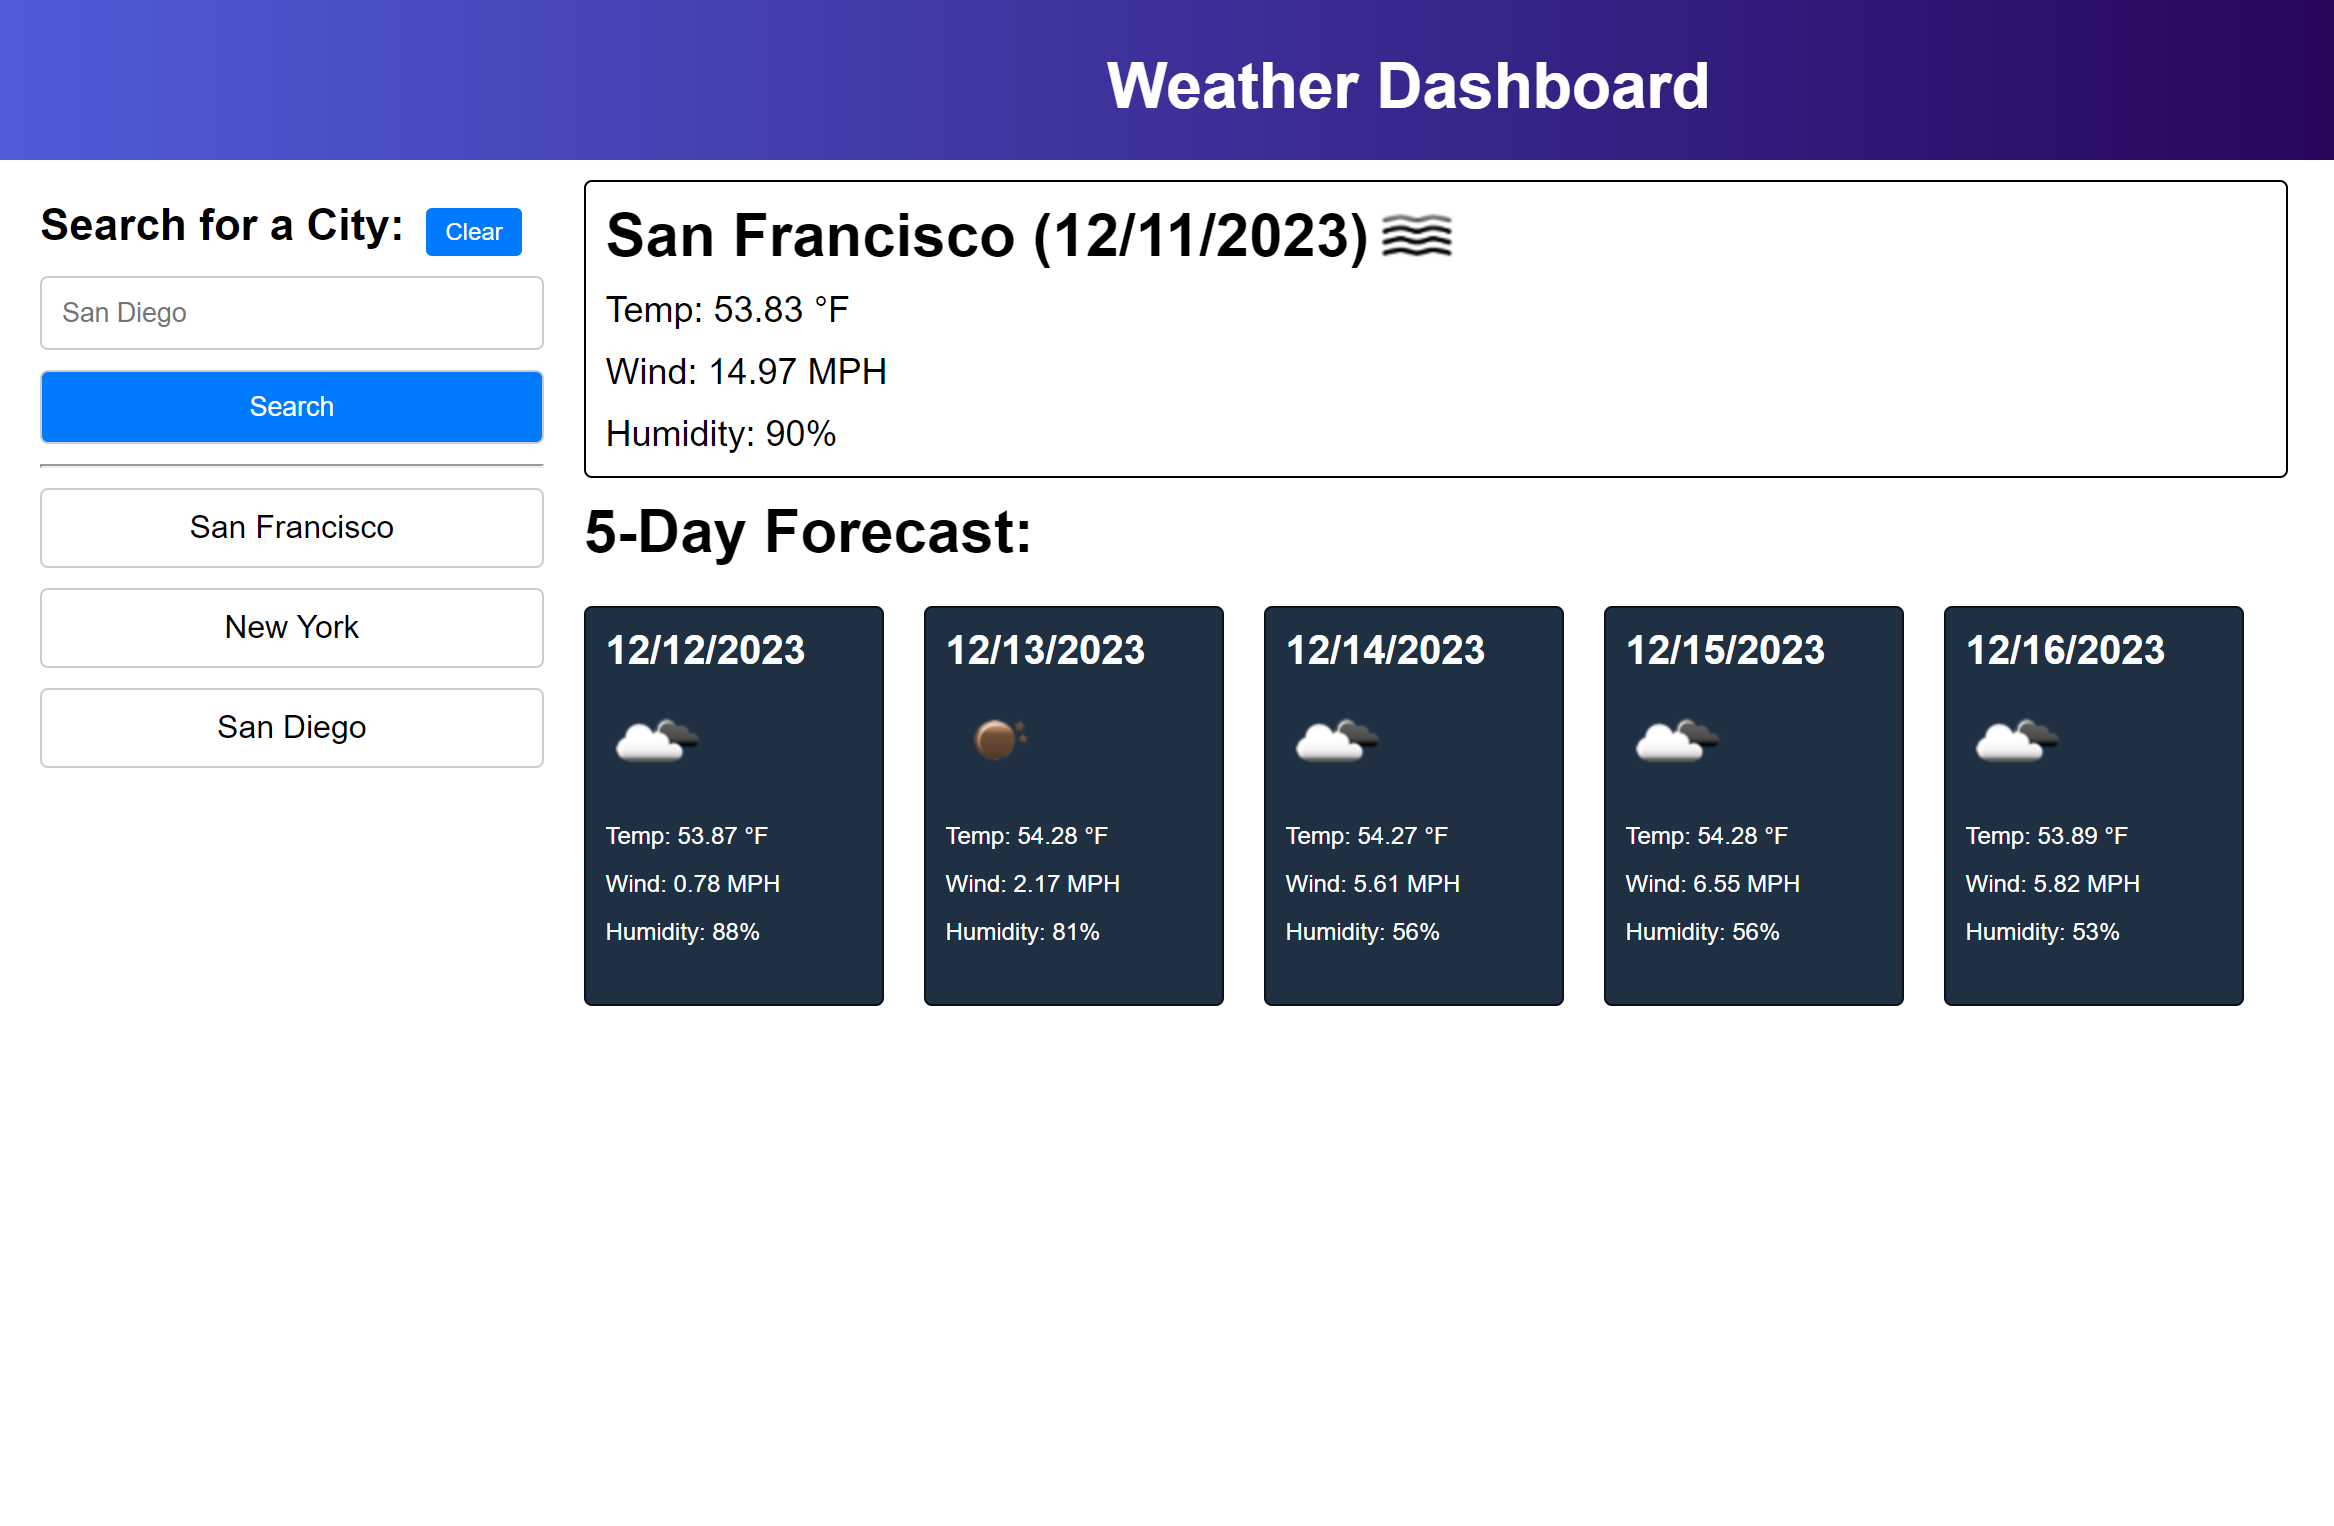 Weather Dashboard
Search for a City:
Clear
San Diego
Search
San Francisco
New York
San Diego
San Francisco (12/11/2023)
Temp: 53.83 °F
Wind: 14.97 MPH
Humidity: 90%
5-Day Forecast:
12/12/2023
Temp: 53.87 °F
Wind: 0.78 MPH
Humidity: 88%
12/13/2023
Temp: 54.28 °F
Wind: 2.17 MPH
Humidity: 81%
12/14/2023
Temp: 54.27 °F
Wind: 5.61 MPH
Humidity: 56%
12/15/2023
Temp: 54.28 °F
Wind: 6.55 MPH
Humidity: 56%
12/16/2023
Temp: 53.89 °F
Wind: 5.82 MPH
Humidity: 53%